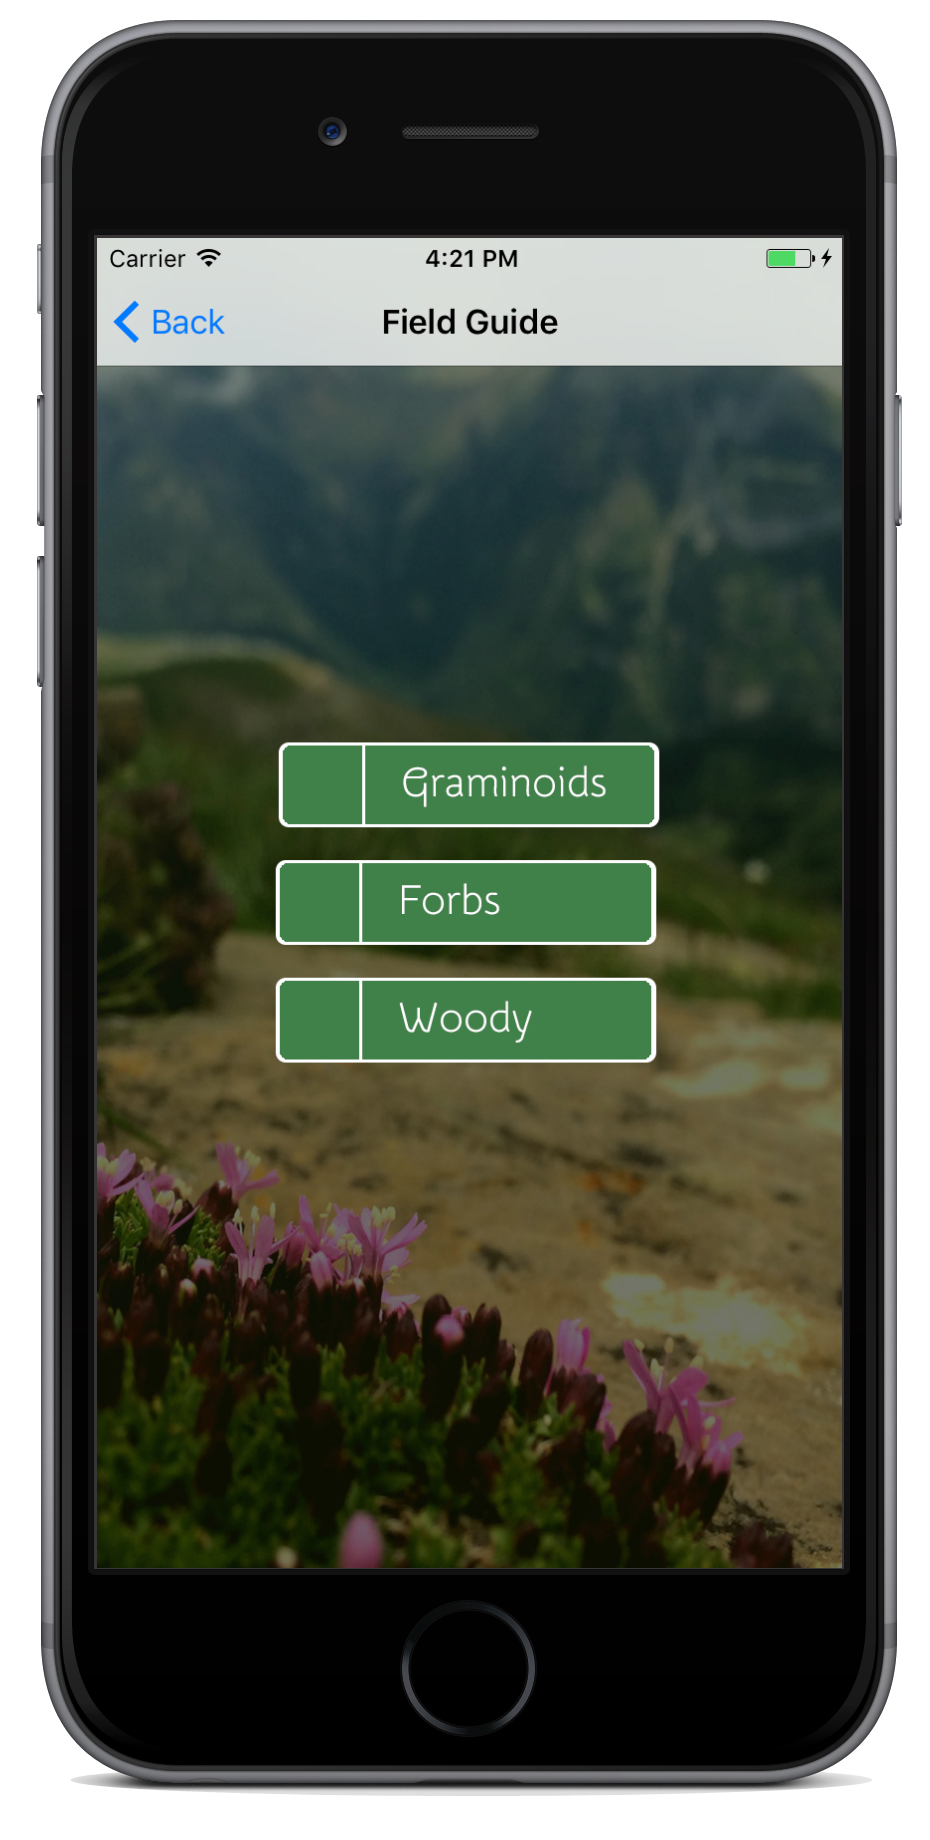 Carrier 4:21 PM
Back Field Guide
Graminoids
Forbs
Woody